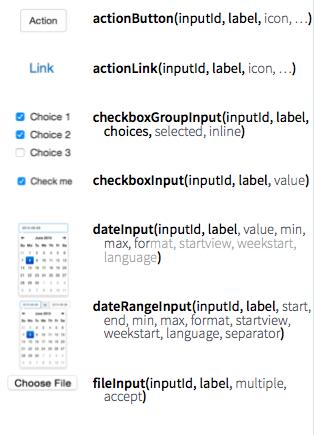 Action
actionButton(inputId, label, icon, …)
Link
actionLink(inputId, label, icon, …)
Choice 1
Choice 2
Choice 3
checkboxGroupInput(inputId, label,
choices, selected, inline)
Check me
checkboxInput(inputId, label, value)
dateInput(inputId, label, value, min,
max, format, startview, weekstart,
language)
dateRangeInput(inputId, label, start,
end, min, max, format, startview,
weekstart, language, separator)
Choose File
fileInput(inputId, label, multiple,
accept)